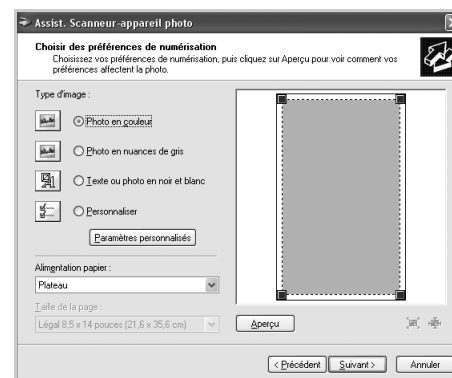 Assist. Scanneur-appareil photo
Choisir des préférences de numérisation
Choisissez vos préférences de numérisation, puis cliquez sur Aperçu pour voir comment vos
préférences affectent la photo.
Type d'image :
Photo en couleur
Photo en nuances de gris
Texte ou photo en noir et blanc
Personnaliser
Paramètres personnalisés
Alimentation papier :
Plateau
Taille de la page :
Légal 8,5 x 14 pouces (21,6 x 35,6 cm)
Aperçu
< Précédent
Suivant >
Annuler